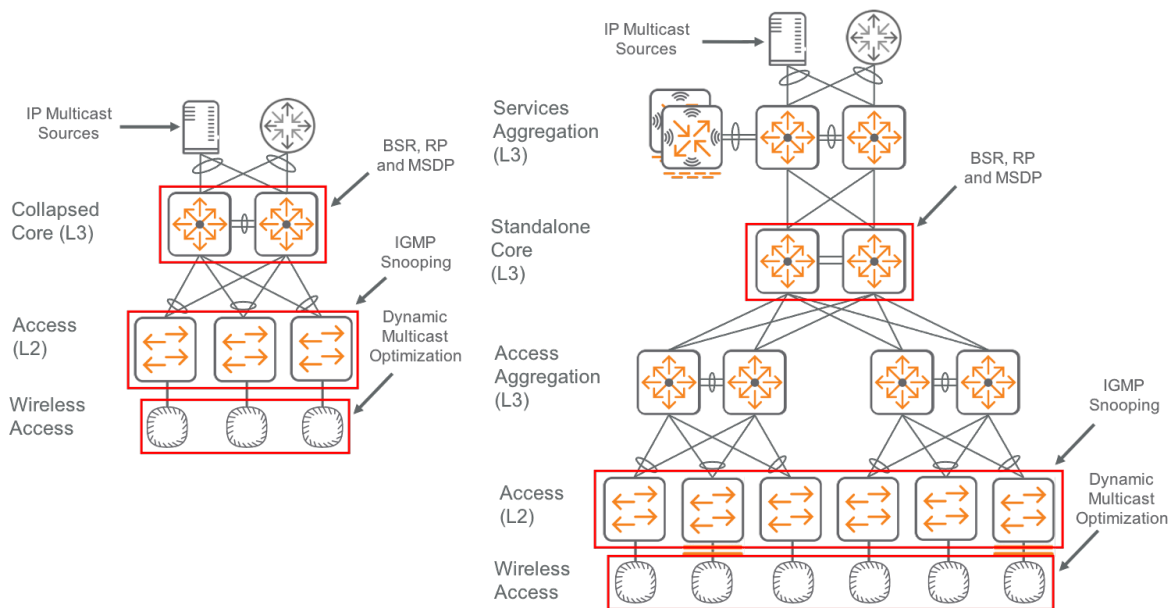 IP Multicast
Sources
BSR, RP
and MSDP
Collapsed
Core (L3)
IGMP
Snooping
Access
(L2)
Dynamic
Multicast
Optimization
Wireless
Access
IP Multicast
Sources
Services
Aggregation
(L3)
BSR, RP
and MSDP
Standalone
Core
(L3)
Access
Aggregation
(L3)
IGMP
Snooping
Access
(L2)
Dynamic
Multicast
Optimization
Wireless
Access